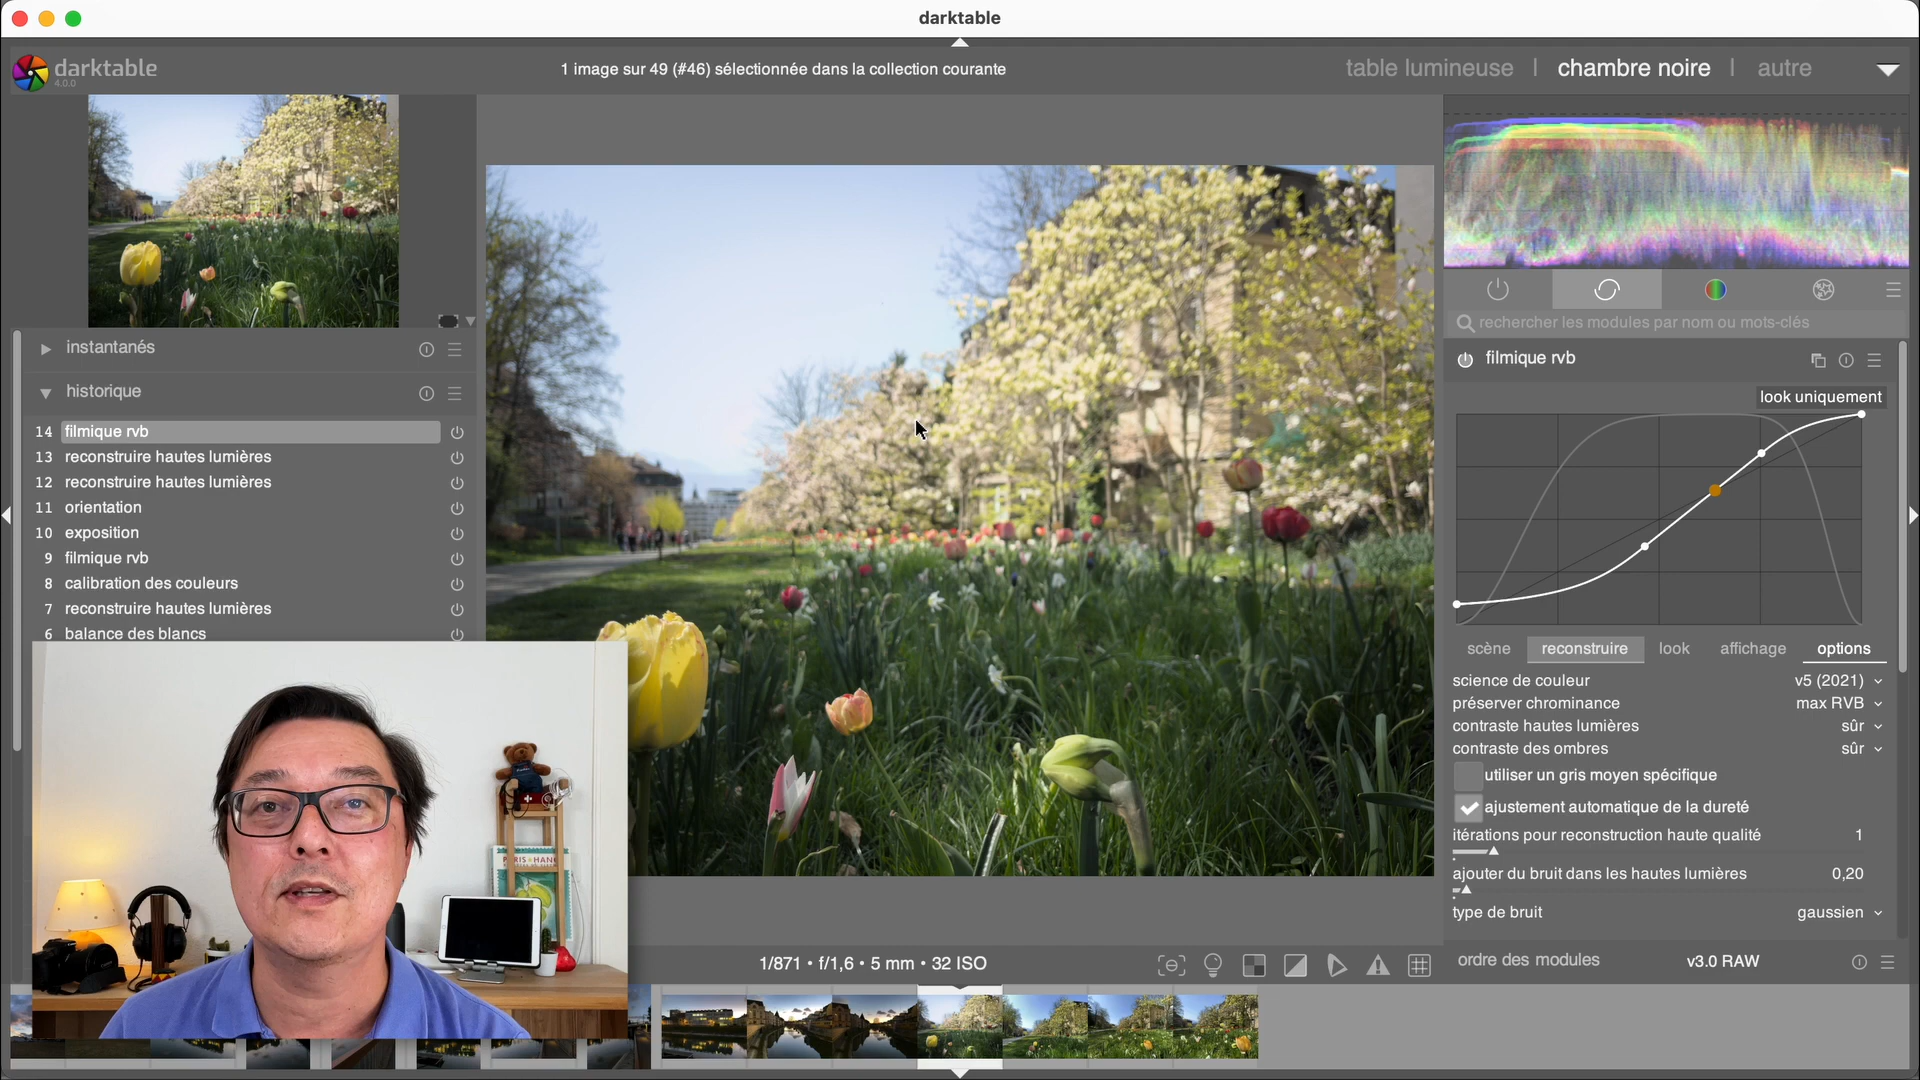 darktable
darktable
4.0.0
1 image sur 49 (#46) sélectionnée dans la collection courante
table lumineuse | chambre noire | autre
instantanés
historique
14 filmique rvb
13 reconstruire hautes lumières
12 reconstruire hautes lumières
11 orientation
10 exposition
9 filmique rvb
8 calibration des couleurs
7 reconstruire hautes lumières
6 balance des blancs
PARIS HAN
1/871 • f/1,6 • 5 mm • 32 ISO
rechercher les modules par nom ou mots-clés
filmique rvb
look uniquement
scène reconstruire look affichage options
science de couleur v5 (2021)
préserver chrominance max RVB
contraste hautes lumières sûr
contraste des ombres sûr
utiliser un gris moyen spécifique
ajustement automatique de la dureté
itérations pour reconstruction haute qualité 1
ajouter du bruit dans les hautes lumières 0,20
type de bruit gaussien
ordre des modules v3.0 RAW